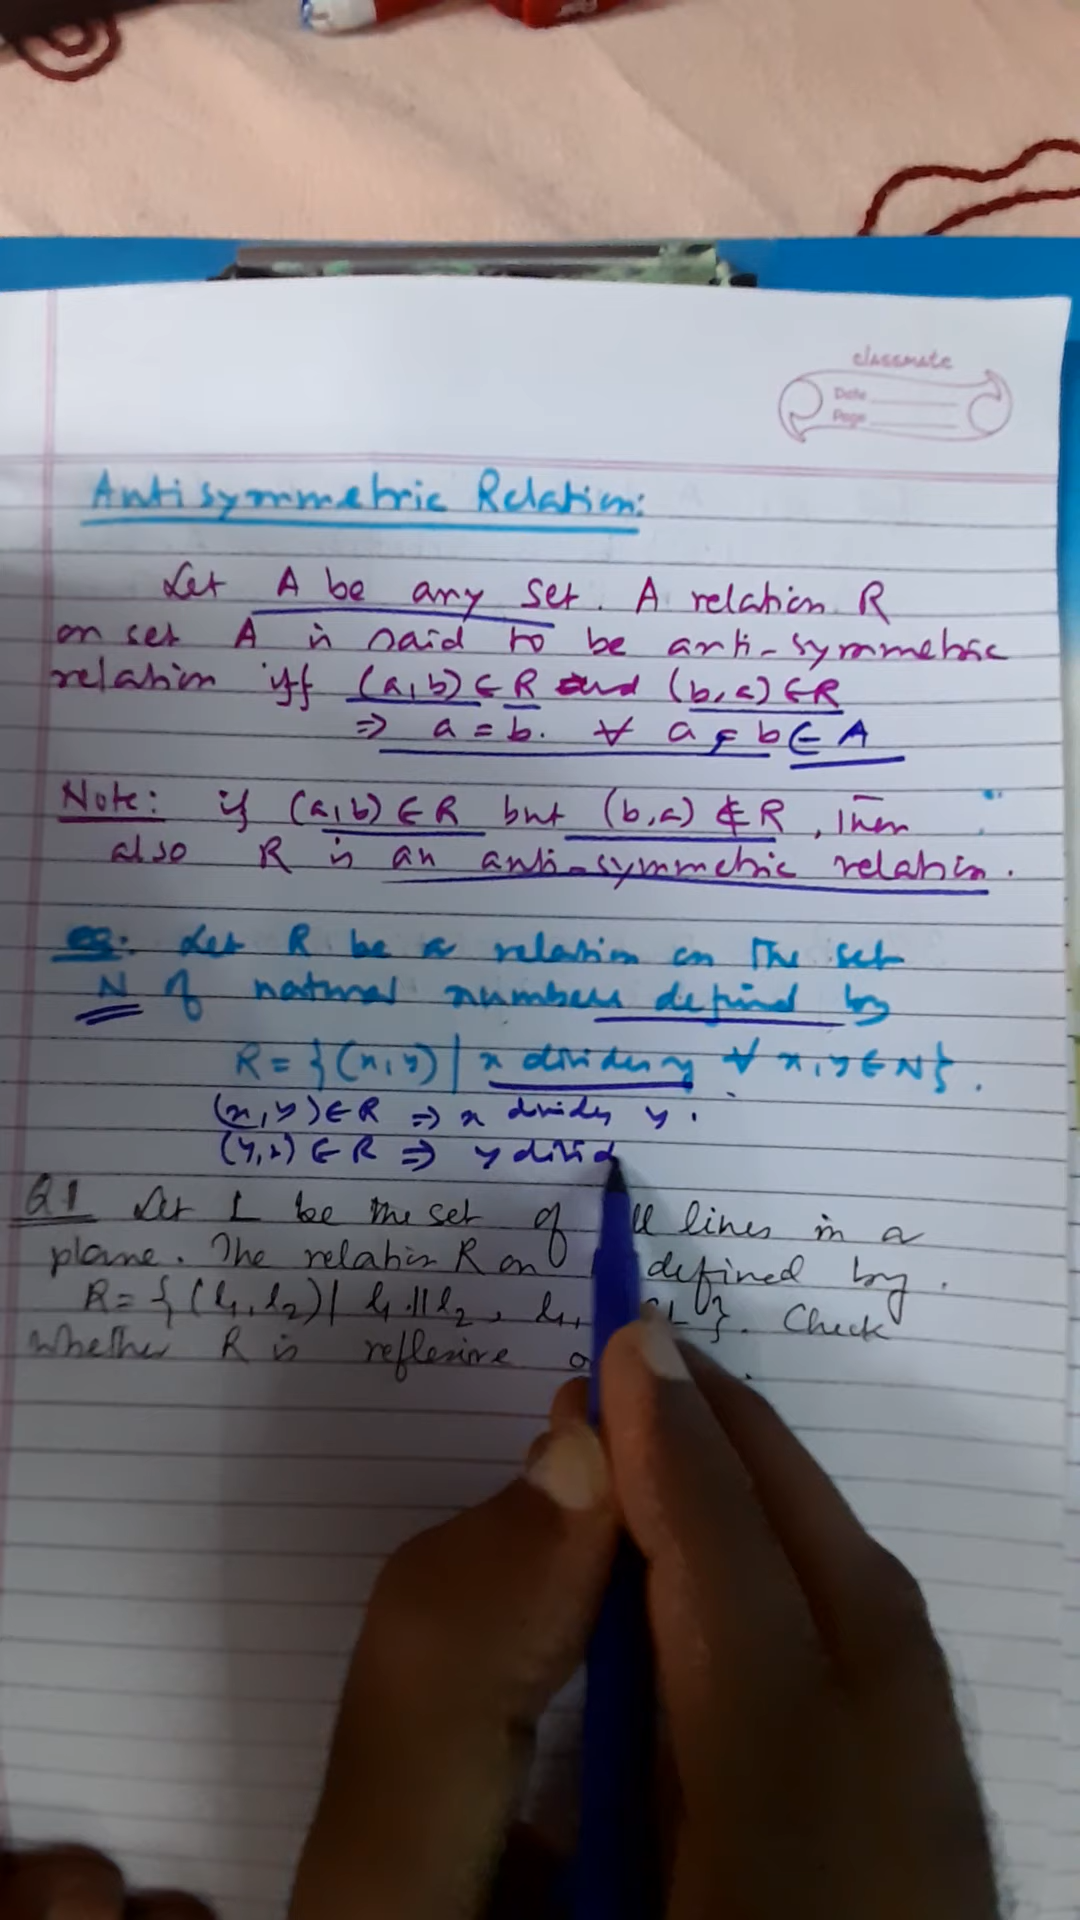 classmate
Date
Page
Antisymmetric Relation:
Let A be any set. A relation R
on set A is said to be anti-symmetric
relation iff (a,b) ∈ R and (b,a) ∈ R
⇒ a = b. ∀ a, b ∈ A
Note: if (a,b) ∈ R but (b,a) ∉ R, Then
also R is an anti-symmetric relation.
eg: Let R be a relation on The set
N of natural numbers defined by
R = {(x,y) | x divides y ∀ x, y ∈ N}.
(x,y) ∈ R ⇒ x divides y.
(y,x) ∈ R ⇒ y divid
Q1 Let L be the set of ll lines in a
plane. The relation R on defined by.
R = {(l1, l2) | l1 || l2, l1, ∈ L}. Check
whether R is reflexive